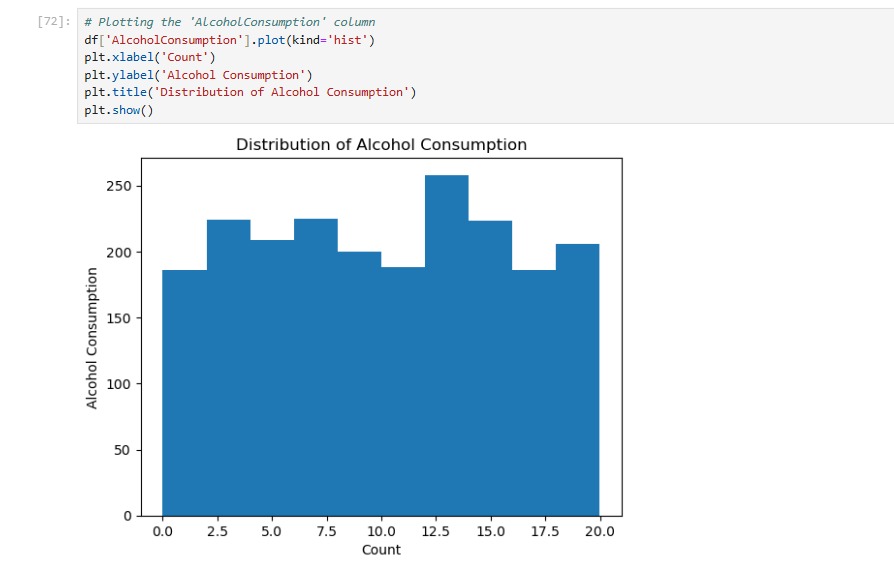 [72]: # Plotting the 'AlcoholConsumption' column
df['AlcoholConsumption'].plot(kind='hist')
plt.xlabel('Count')
plt.ylabel('Alcohol Consumption')
plt.title('Distribution of Alcohol Consumption')
plt.show()
Distribution of Alcohol Consumption
250
200
150
100
50
0
Alcohol Consumption
0.0 2.5 5.0 7.5 10.0 12.5 15.0 17.5 20.0
Count